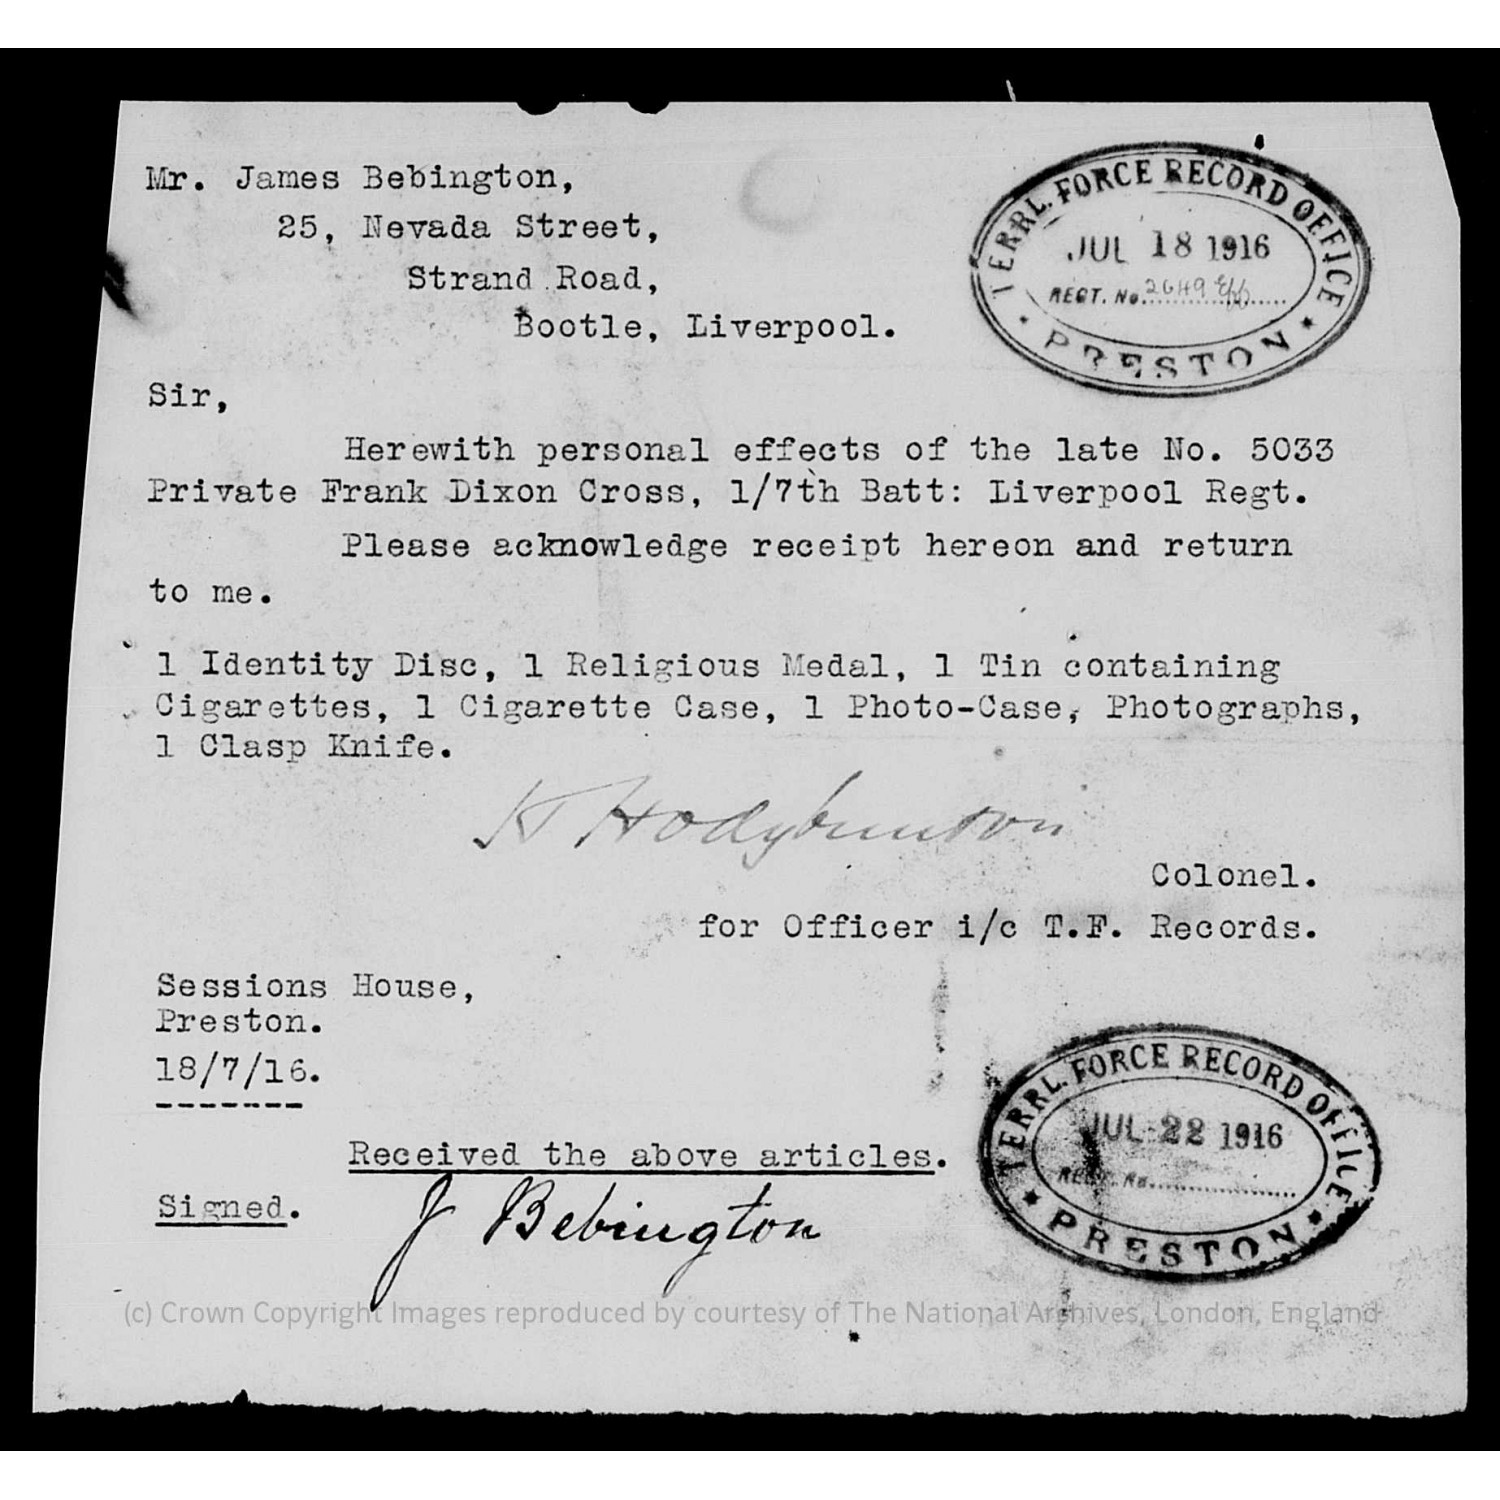 Mr. James Bebington,
25, Nevada Street,
Strand Road,
Bootle, Liverpool.
TERRL. FORCE RECORD OFFICE
JUL 18 1916
REGT. No. 2649
PRESTON
Sir,
Herewith personal effects of the late No. 5033
Private Frank Dixon Cross, 1/7th Batt: Liverpool Regt.
Please acknowledge receipt hereon and return
to me.
1 Identity Disc, 1 Religious Medal, 1 Tin containing
Cigarettes, 1 Cigarette Case, 1 Photo-Case, Photographs,
1 Clasp Knife.
Colonel.
for Officer i/c T.F. Records.
Sessions House,
Preston.
18/7/16.
-------
TERRL. FORCE RECORD OFFICE
JUL 22 1916
REGT. No.
PRESTON
Received the above articles.
Signed. J Bebington
(c) Crown Copyright Images reproduced by courtesy of The National Archives, London, England